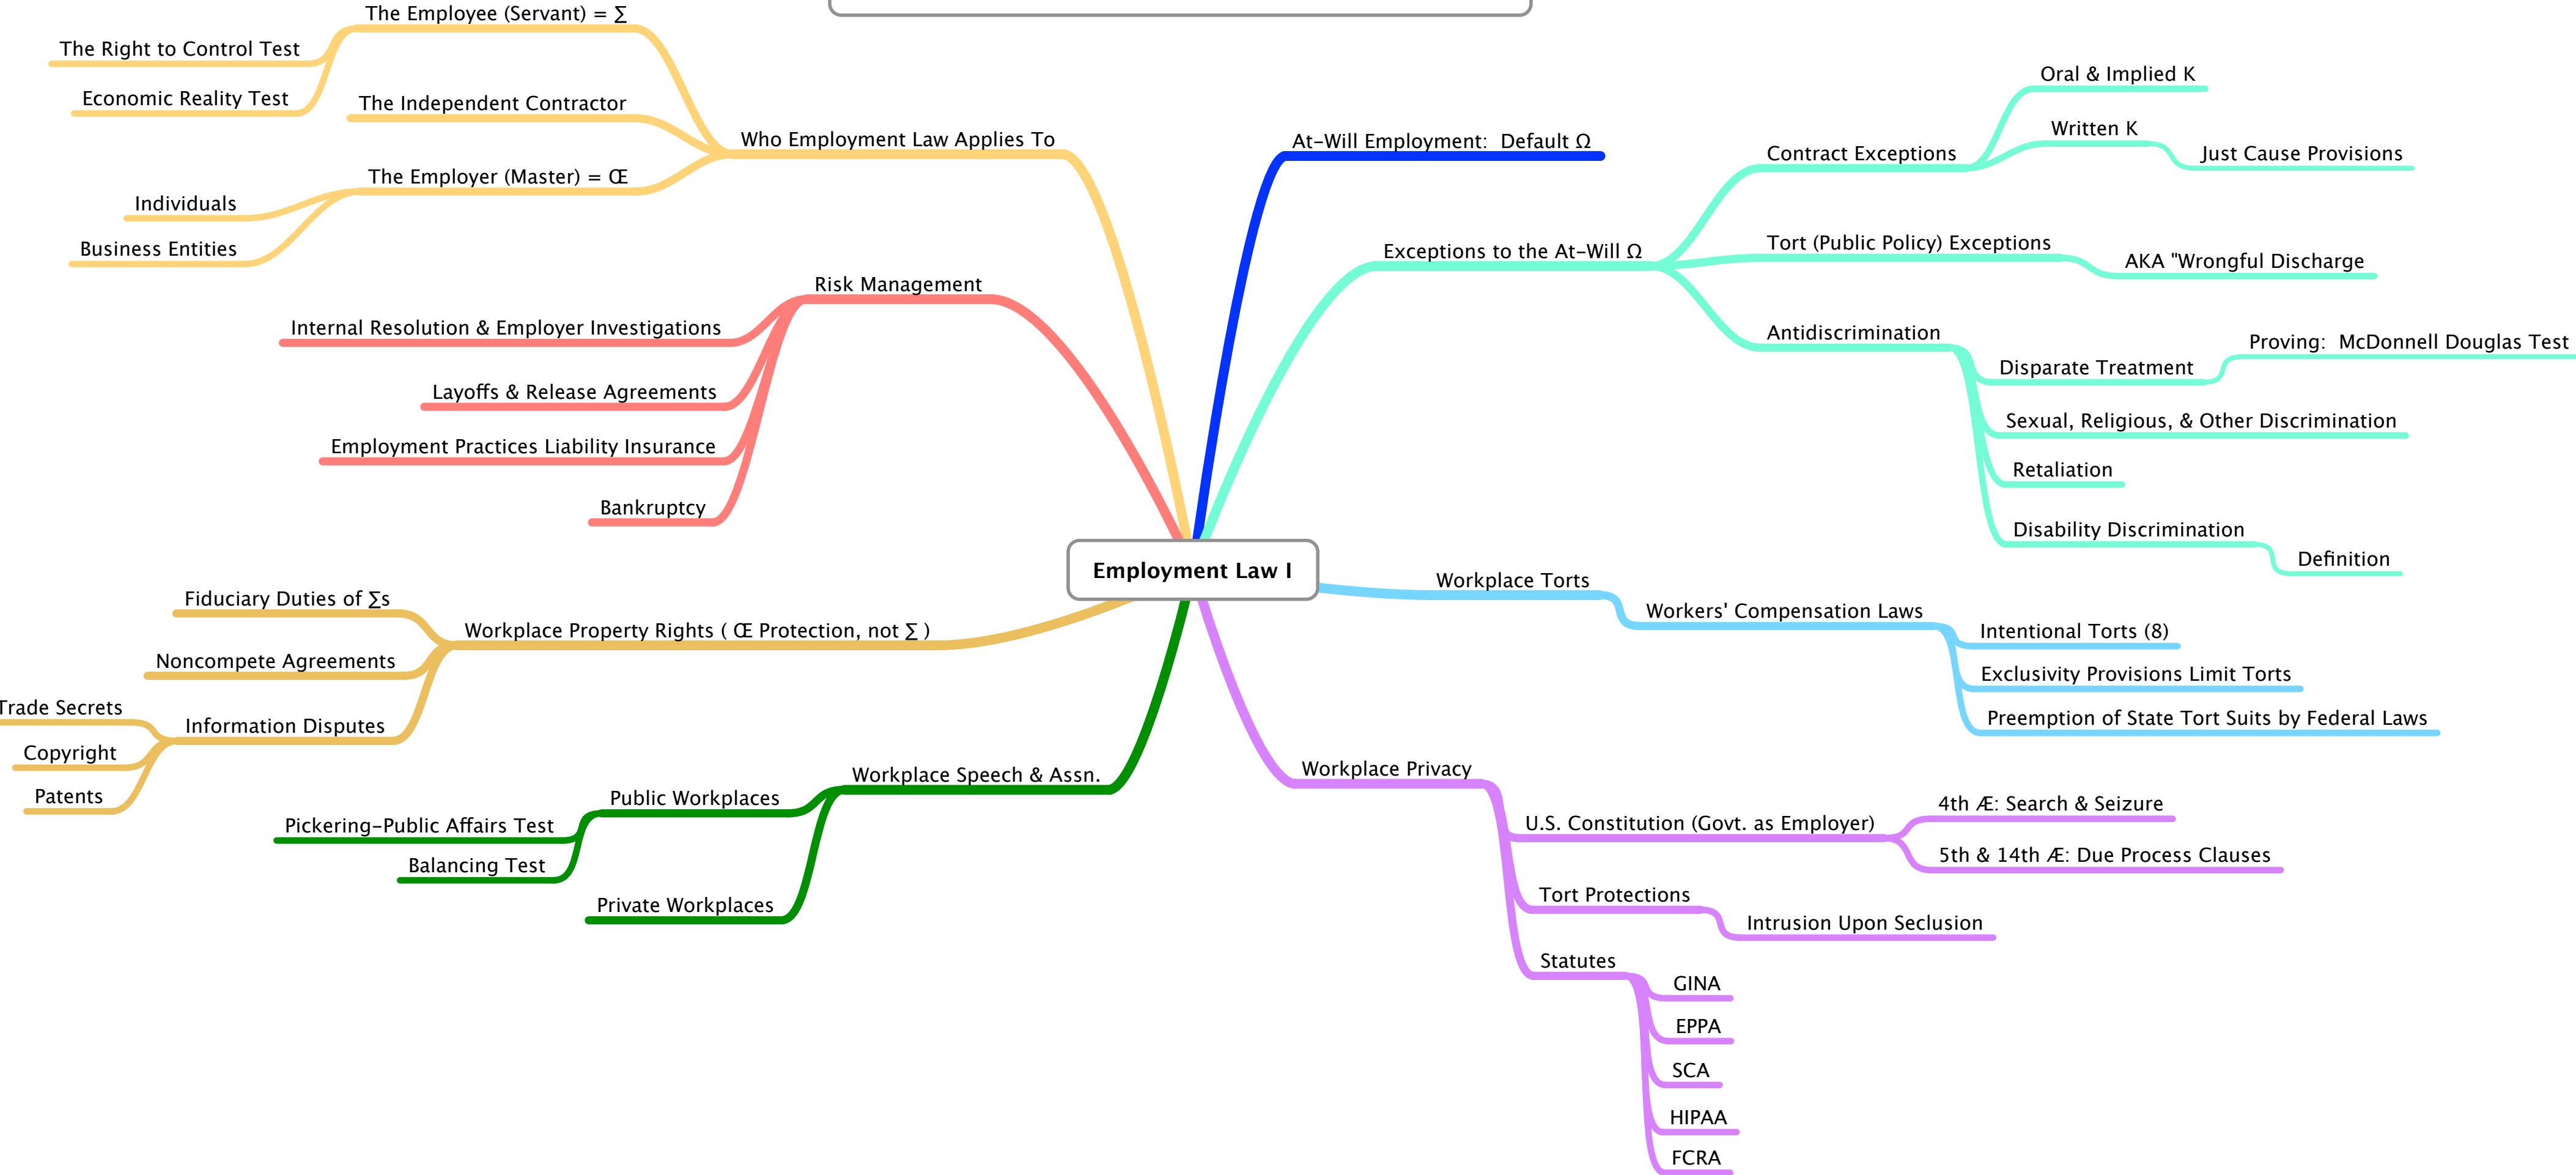 The Employee (Servant) = ∑
The Right to Control Test
Economic Reality Test
The Independent Contractor
Who Employment Law Applies To
The Employer (Master) = Œ
Individuals
Business Entities
Risk Management
Internal Resolution & Employer Investigations
Layoffs & Release Agreements
Employment Practices Liability Insurance
Bankruptcy
At-Will Employment:  Default Ω
Exceptions to the At-Will Ω
Contract Exceptions
Oral & Implied K
Written K
Just Cause Provisions
Tort (Public Policy) Exceptions
AKA "Wrongful Discharge
Antidiscrimination
Disparate Treatment
Proving:  McDonnell Douglas Test
Sexual, Religious, & Other Discrimination
Retaliation
Disability Discrimination
Definition
Employment Law I
Workplace Torts
Workers' Compensation Laws
Intentional Torts (8)
Exclusivity Provisions Limit Torts
Preemption of State Tort Suits by Federal Laws
Fiduciary Duties of ∑s
Workplace Property Rights ( Œ Protection, not ∑ )
Noncompete Agreements
Information Disputes
Trade Secrets
Copyright
Patents
Workplace Speech & Assn.
Public Workplaces
Pickering-Public Affairs Test
Balancing Test
Private Workplaces
Workplace Privacy
U.S. Constitution (Govt. as Employer)
4th Æ: Search & Seizure
5th & 14th Æ: Due Process Clauses
Tort Protections
Intrusion Upon Seclusion
Statutes
GINA
EPPA
SCA
HIPAA
FCRA